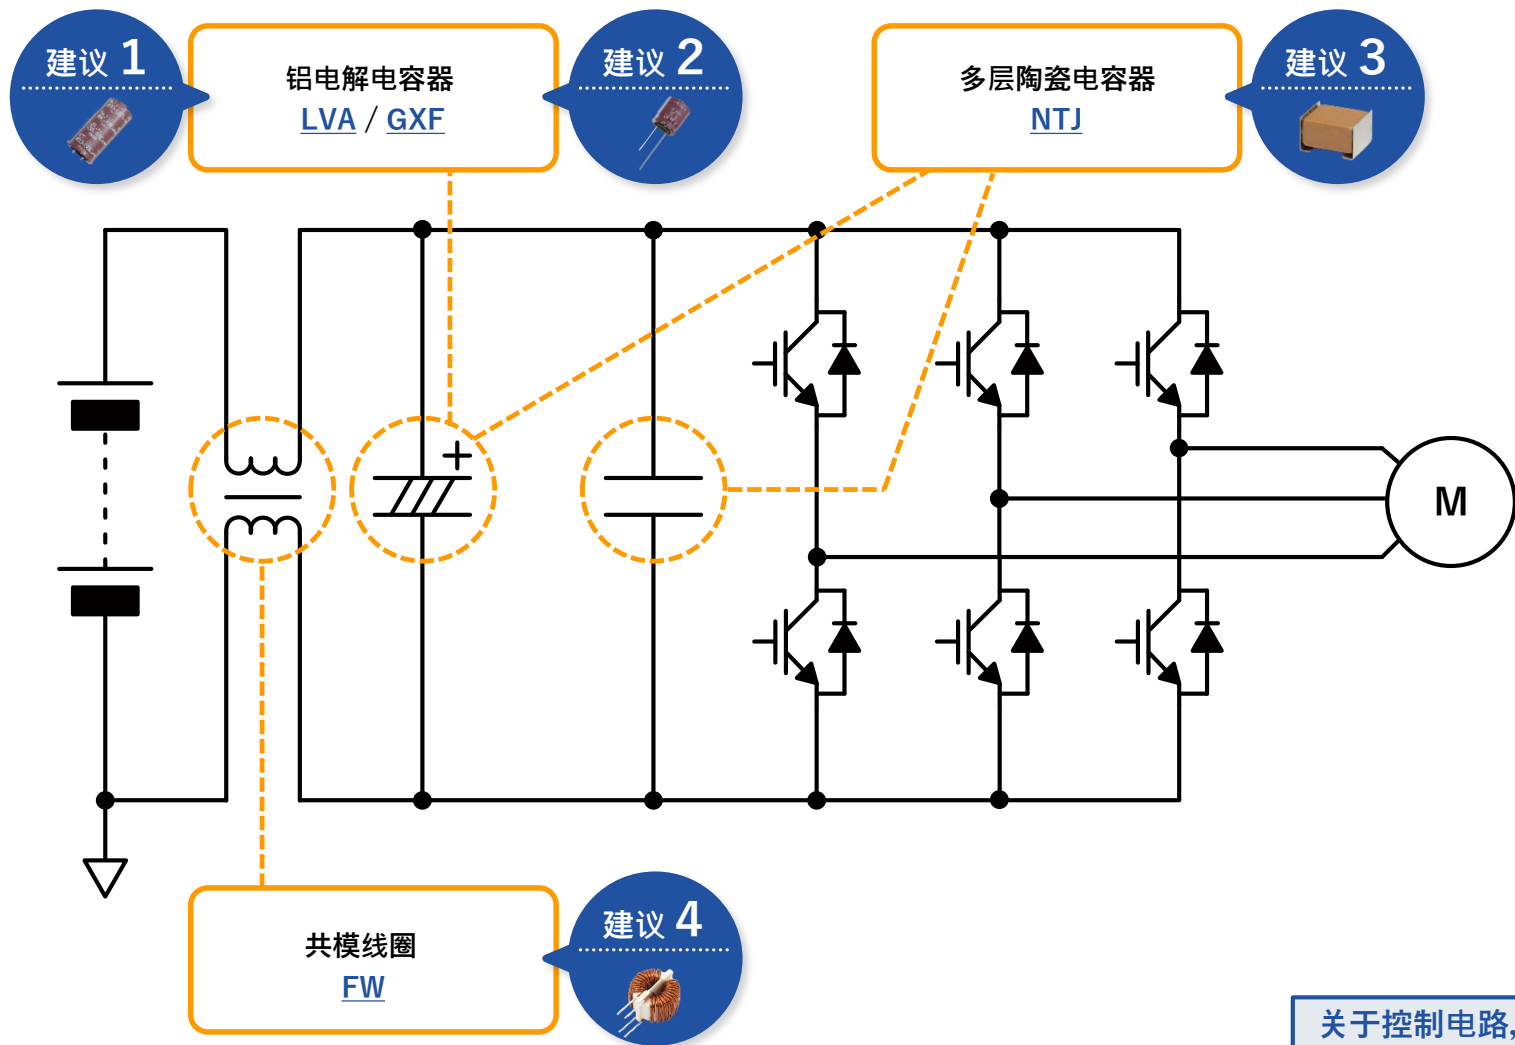 建议 1
铝电解电容器
LVA / GXF
建议 2
多层陶瓷电容器
NTJ
建议 3
+
M
共模线圈
FW
建议 4
关于控制电路,